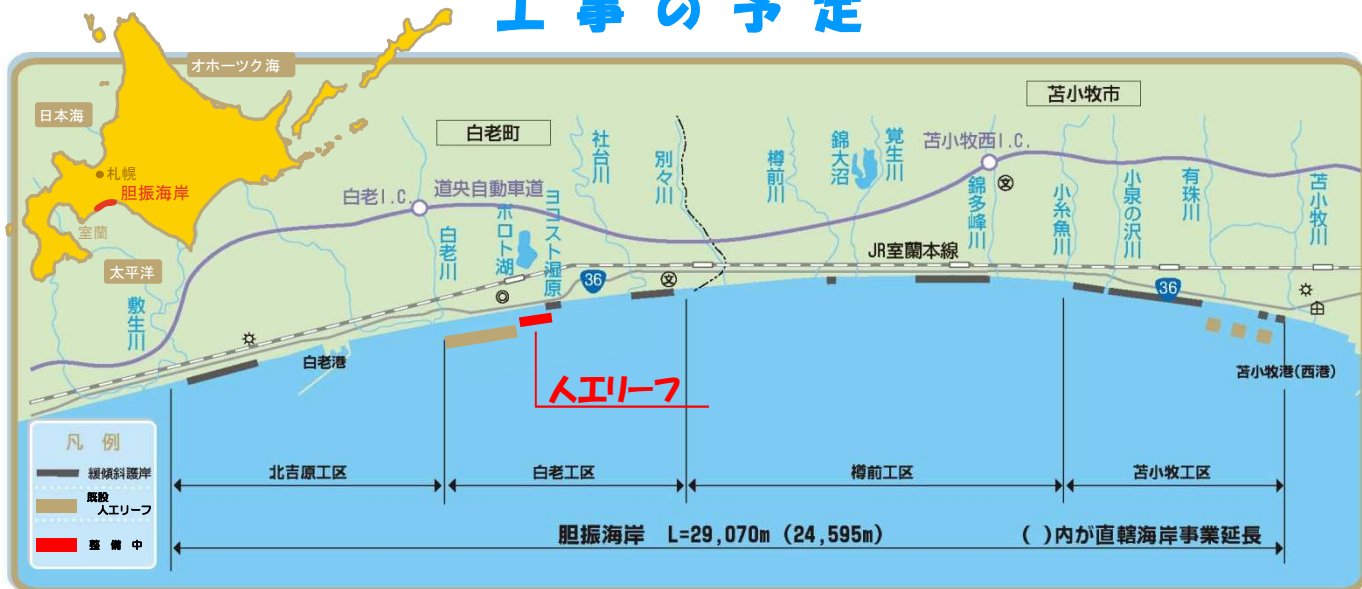 工事の予定
オホーツク海
日本海
札幌
胆振海岸
室蘭
太平洋
白老町
苫小牧市
敷生川
白老I.C.
道央自動車道
白老川
ポロト湖
ヨコスト湿原
社台川
別々川
樽前川
錦大沼
覚生川
苫小牧西I.C.
錦多峰川
小糸魚川
小泉の沢川
有珠川
苫小牧川
JR室蘭本線
36
36
文
文
白老港
苫小牧港(西港)
人工リーフ
凡例
緩傾斜護岸
既設
人工リーフ
整備中
北吉原工区
白老工区
樽前工区
苫小牧工区
胆振海岸 L=29,070m (24,595m)
( )内が直轄海岸事業延長